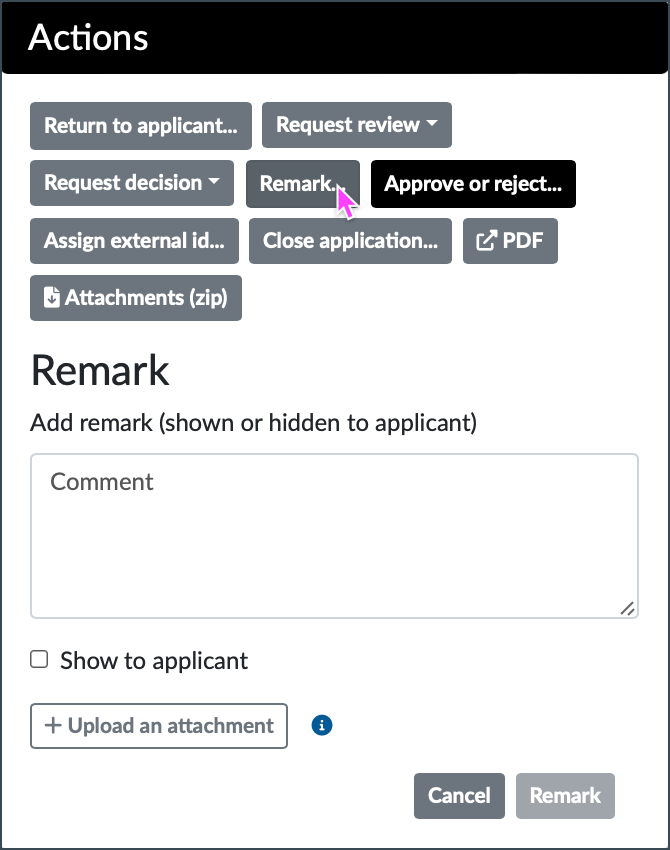 Actions
Return to applicant... Request review
Request decision Remark... Approve or reject...
Assign external id... Close application... PDF
Attachments (zip)
Remark
Add remark (shown or hidden to applicant)
Comment
Show to applicant
+ Upload an attachment i
Cancel Remark